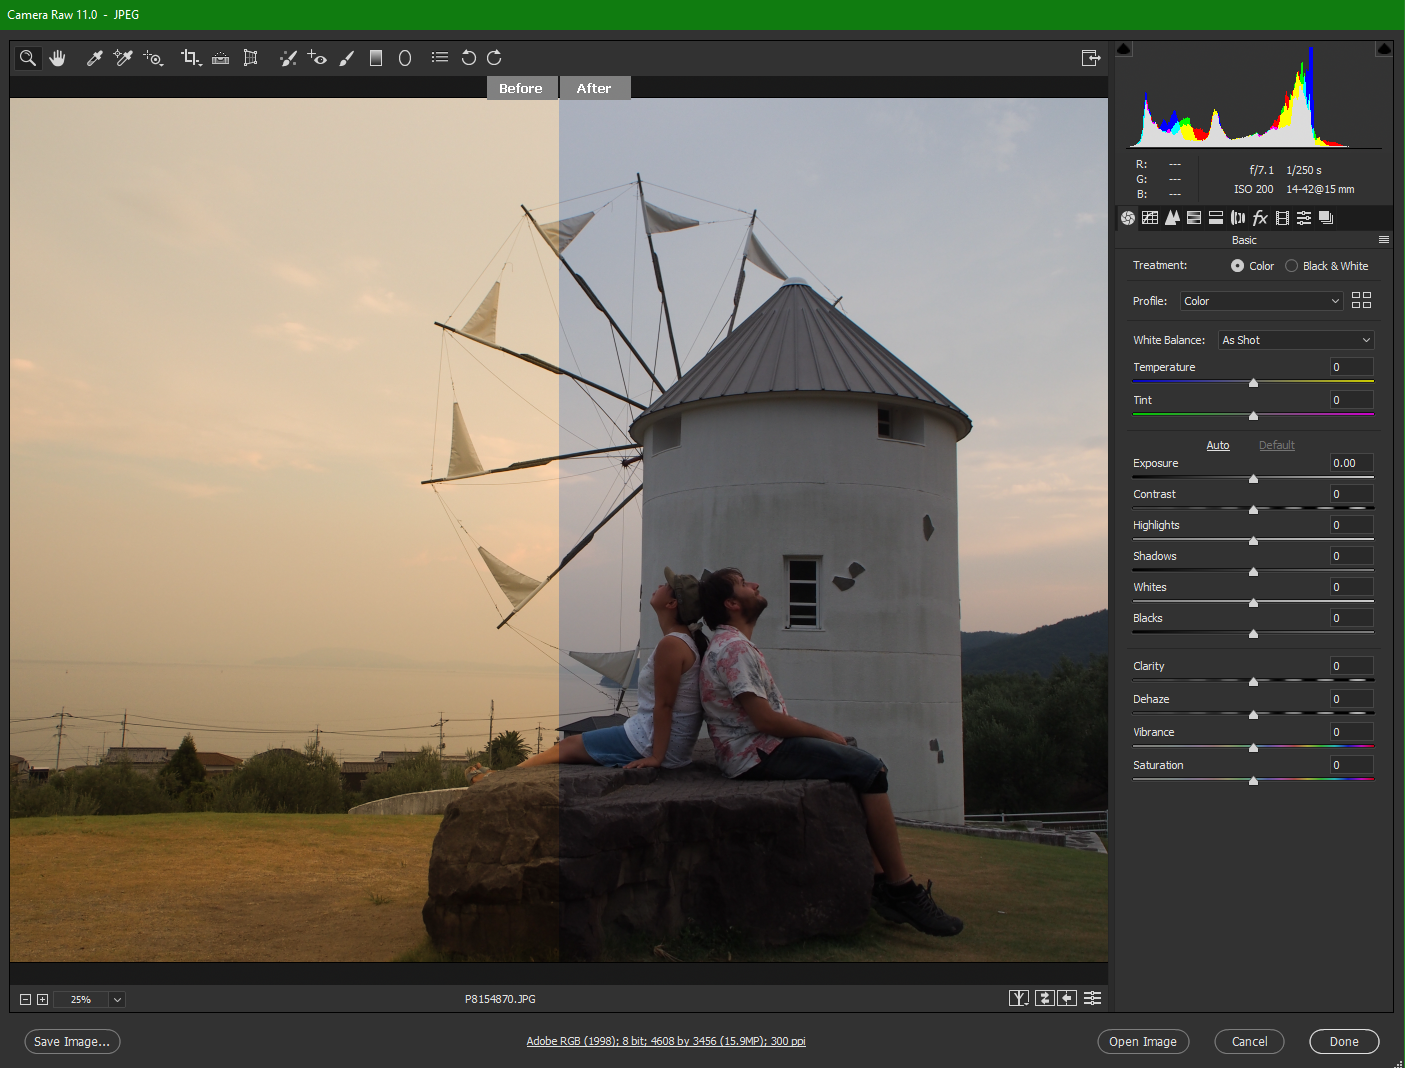 Camera Raw 11.0 - JPEG
Before
After
R: ---
G: ---
B: ---
f/7.1 1/250 s
ISO 200 14-42@15 mm
fx
Basic
Treatment: Color Black & White
Profile: Color
White Balance: As Shot
Temperature 0
Tint 0
Auto Default
Exposure 0.00
Contrast 0
Highlights 0
Shadows 0
Whites 0
Blacks 0
Clarity 0
Dehaze 0
Vibrance 0
Saturation 0
25%
P8154870.JPG
Y
Save Image...
Adobe RGB (1998); 8 bit; 4608 by 3456 (15.9MP); 300 ppi
Open Image
Cancel
Done